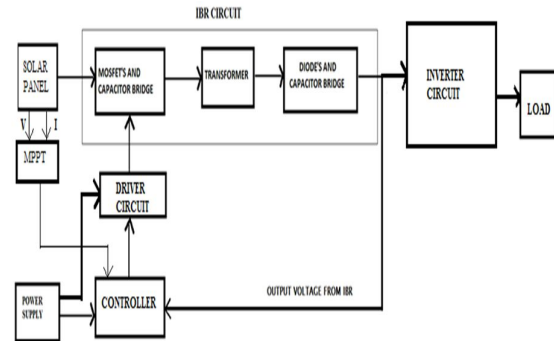 IBR CIRCUIT
SOLAR
PANEL
MOSFET'S AND
CAPACITOR BRIDGE
TRANSFORMER
DIODE'S AND
CAPACITOR BRIDGE
INVERTER
CIRCUIT
LOAD
V
I
MPPT
DRIVER
CIRCUIT
POWER
SUPPLY
CONTROLLER
OUTPUT VOLTAGE FROM IBR